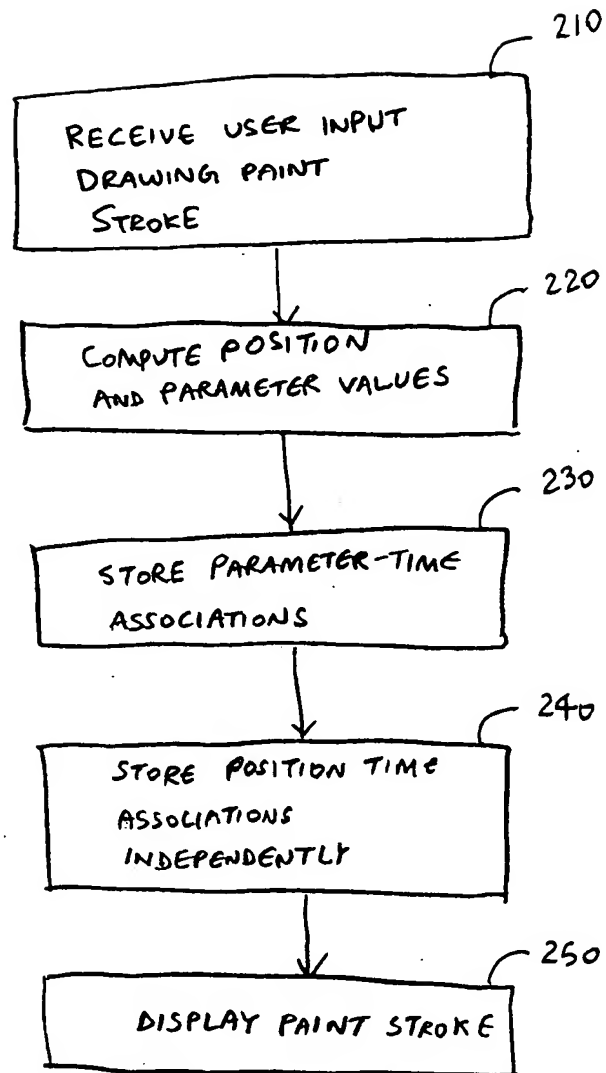 210
RECEIVE USER INPUT
DRAWING PAINT
STROKE
220
COMPUTE POSITION
AND PARAMETER VALUES
230
STORE PARAMETER-TIME
ASSOCIATIONS
240
STORE POSITION TIME
ASSOCIATIONS
INDEPENDENTLY
250
DISPLAY PAINT STROKE